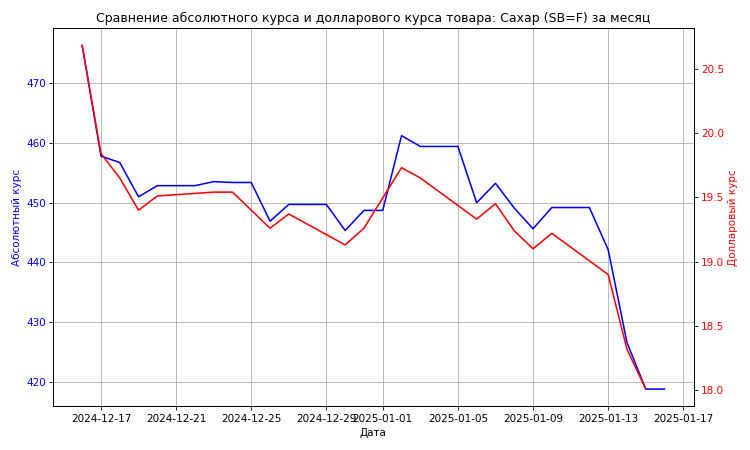 Сравнение абсолютного курса и долларового курса товара: Сахар (SB=F) за месяц
Абсолютный курс
470
460
450
440
430
420
20.5
20.0
19.5
19.0
18.5
18.0
Долларовый курс
2024-12-17 2024-12-21 2024-12-25 2024-12-29 2025-01-01 2025-01-05 2025-01-09 2025-01-13 2025-01-17
Дата